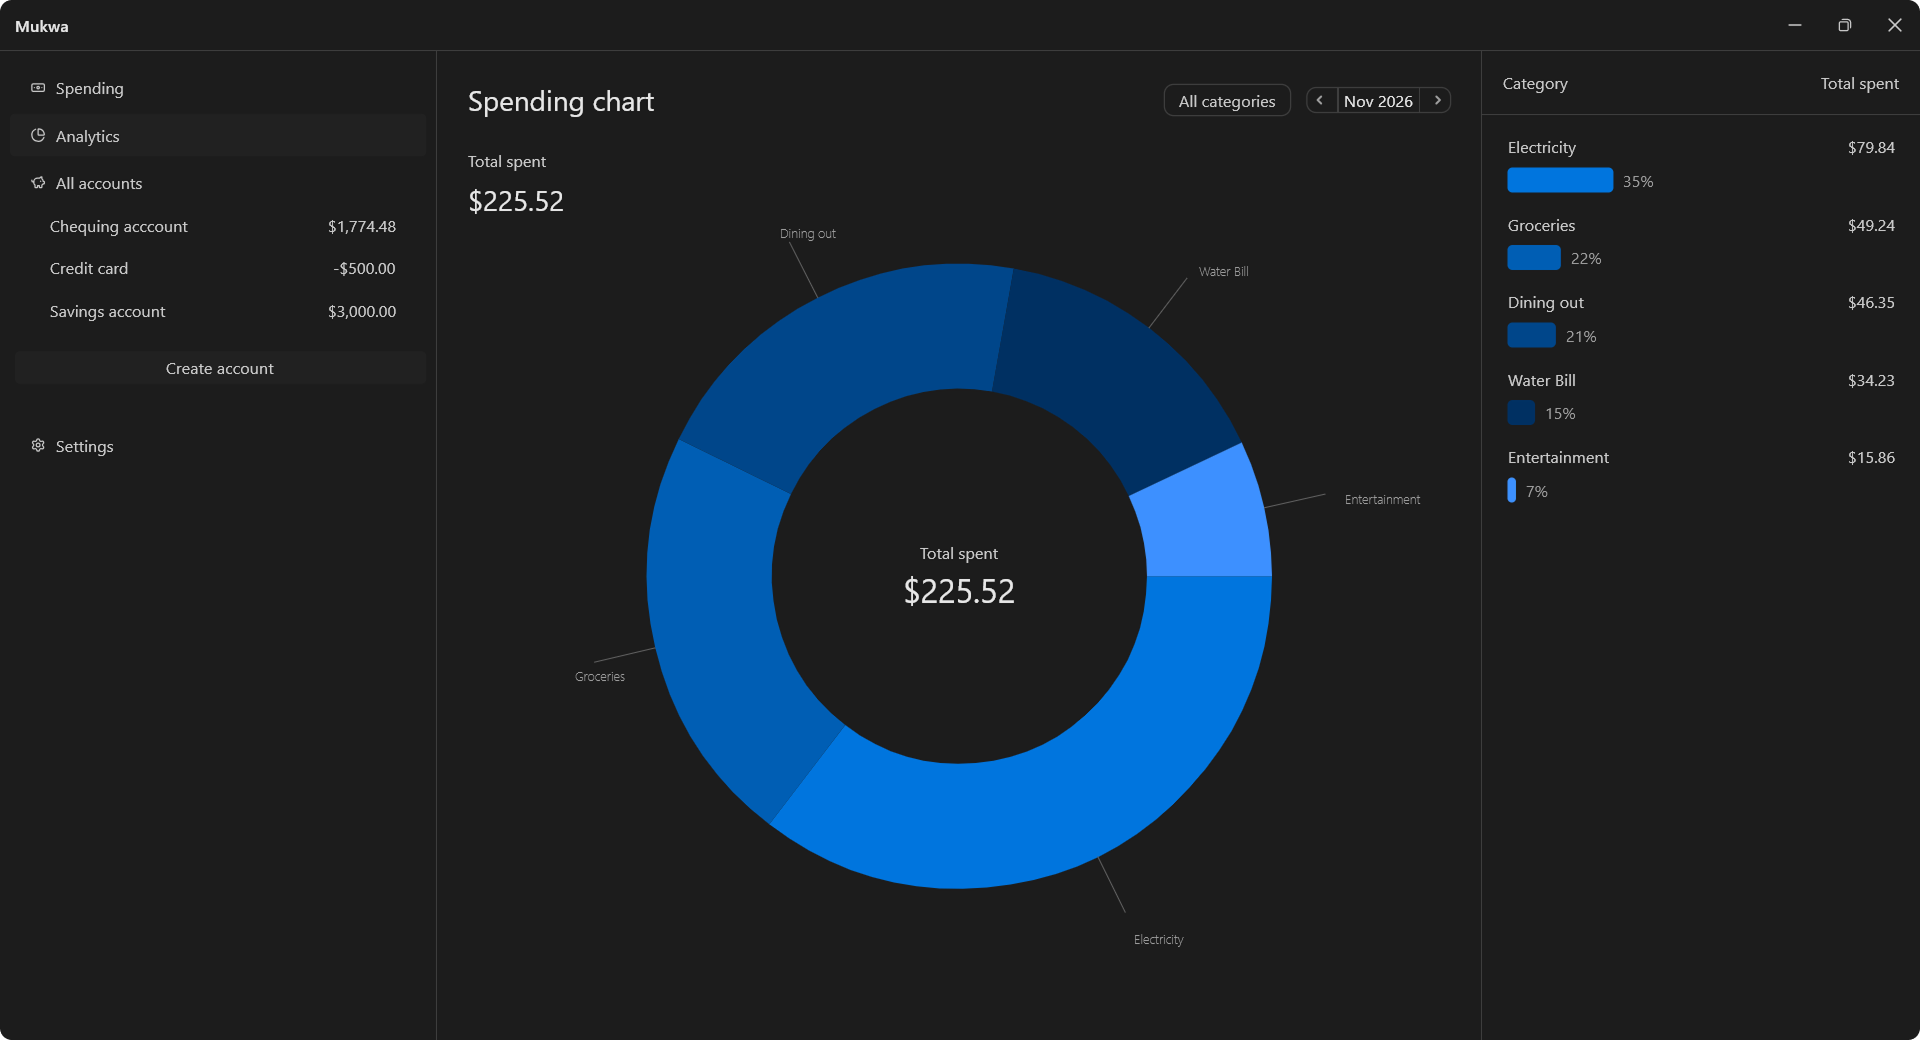 Mukwa
Spending
Analytics
All accounts
Chequing acccount $1,774.48
Credit card -$500.00
Savings account $3,000.00
Create account
Settings
Spending chart
All categories
Nov 2026
Total spent
$225.52
Dining out
Water Bill
Entertainment
Groceries
Electricity
Total spent
$225.52
Category Total spent
Electricity $79.84
35%
Groceries $49.24
22%
Dining out $46.35
21%
Water Bill $34.23
15%
Entertainment $15.86
7%